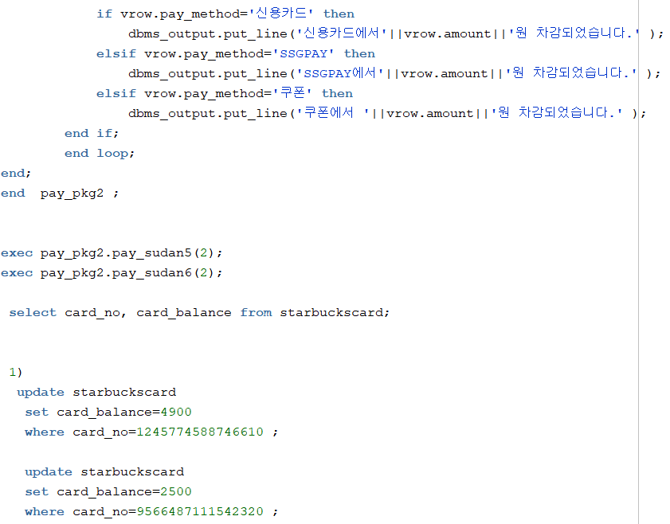 if vrow.pay_method='신용카드' then
dbms_output.put_line('신용카드에서'||vrow.amount||'원 차감되었습니다.' );
elsif vrow.pay_method='SSGPAY' then
dbms_output.put_line('SSGPAY에서'||vrow.amount||'원 차감되었습니다.' );
elsif vrow.pay_method='쿠폰' then
dbms_output.put_line('쿠폰에서 '||vrow.amount||'원 차감되었습니다.' );
end if;
end loop;
end;
end  pay_pkg2 ;
exec pay_pkg2.pay_sudan5(2);
exec pay_pkg2.pay_sudan6(2);
select card_no, card_balance from starbuckscard;
1)
update starbuckscard
set card_balance=4900
where card_no=1245774588746610 ;
update starbuckscard
set card_balance=2500
where card_no=9566487111542320 ;